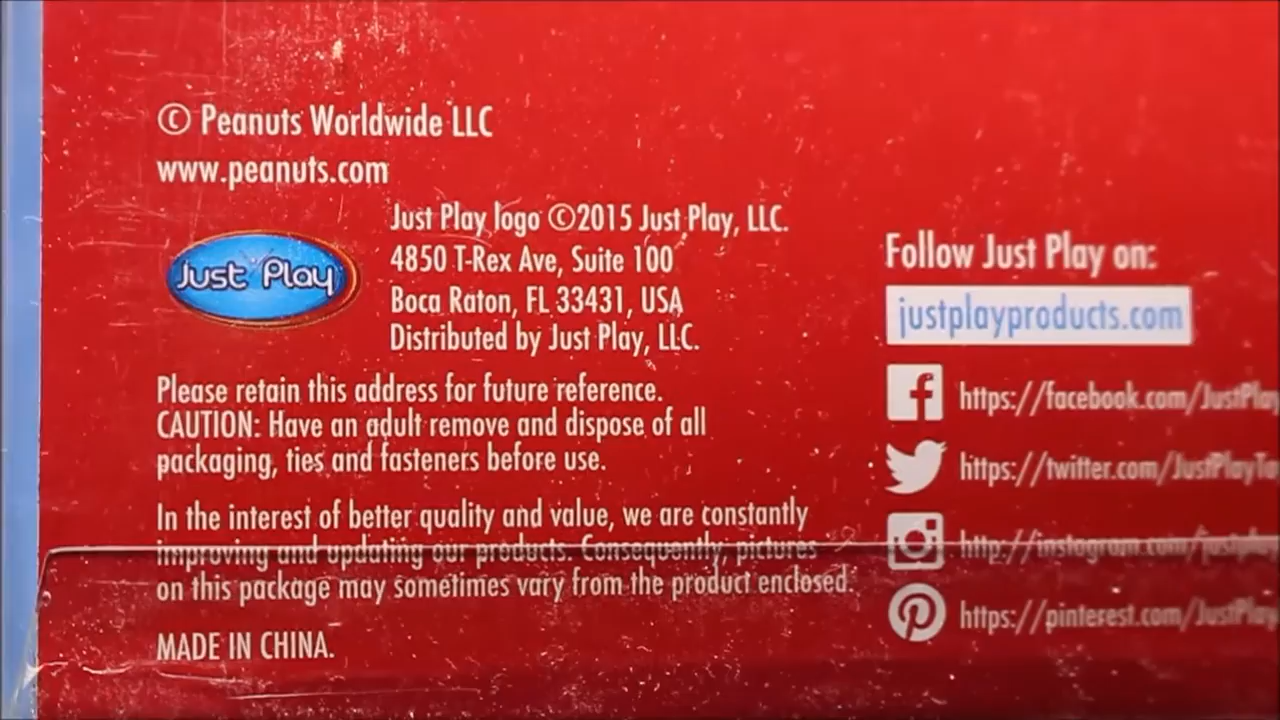 © Peanuts Worldwide LLC
www.peanuts.com
Just Play
Just Play logo ©2015 Just Play, LLC.
4850 T-Rex Ave, Suite 100
Boca Raton, FL 33431, USA
Distributed by Just Play, LLC.
Please retain this address for future reference.
CAUTION: Have an adult remove and dispose of all
packaging, ties and fasteners before use.
In the interest of better quality and value, we are constantly
improving and updating our products. Consequently, pictures
on this package may sometimes vary from the product enclosed.
MADE IN CHINA.
Follow Just Play on:
justplayproducts.com
https://facebook.com/JustPlay
https://twitter.com/JustPlayTo
http://instagram.com/justplay
https://pinterest.com/JustPlay